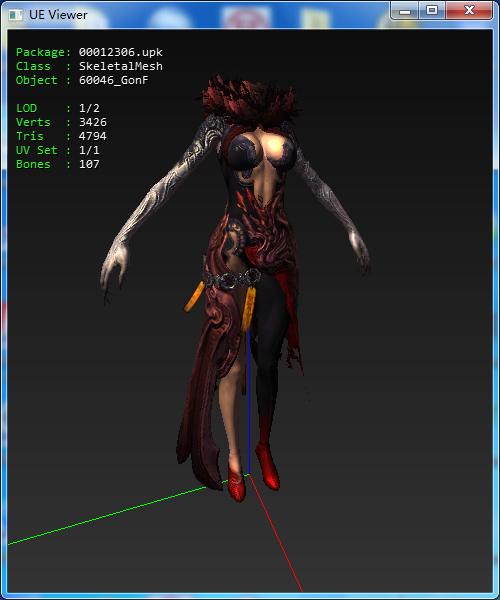 UE Viewer
Package: 00012306.upk
Class : SkeletalMesh
Object : 60046_GonF
LOD : 1/2
Verts : 3426
Tris : 4794
UV Set : 1/1
Bones : 107